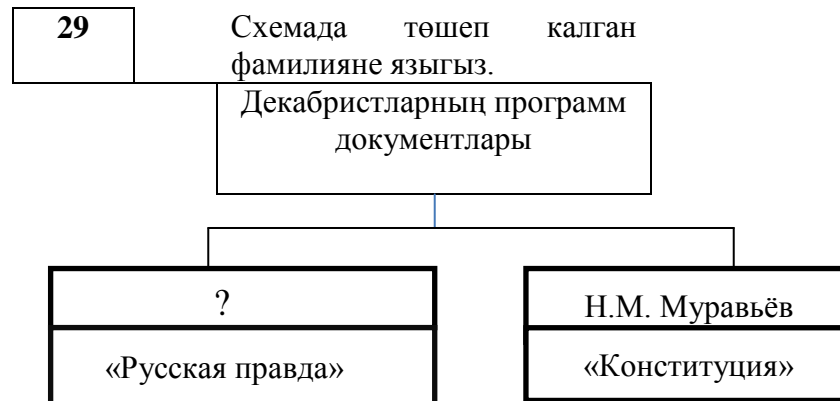 29
Схемада төшеп калган
фамилияне языгыз.
Декабристларның программ
документлары
?
Н.М. Муравьёв
«Русская правда»
«Конституция»